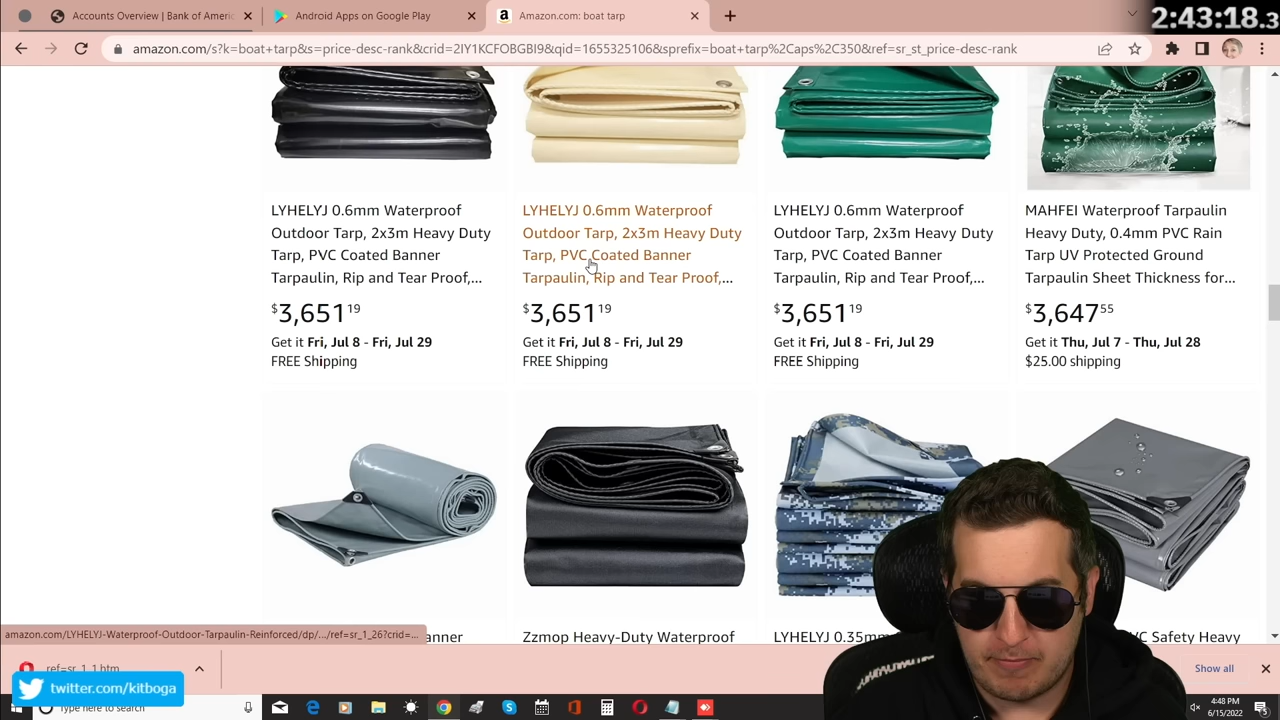 Accounts Overview | Bank of Americ
Android Apps on Google Play
Amazon.com: boat tarp
2:43:18.3
amazon.com/s?k=boat+tarp&s=price-desc-rank&crid=2IY1KCFOBGBI9&qid=1655325106&sprefix=boat+tarp%2Caps%2C350&ref=sr_st_price-desc-rank
LYHELYJ 0.6mm Waterproof
Outdoor Tarp, 2x3m Heavy Duty
Tarp, PVC Coated Banner
Tarpaulin, Rip and Tear Proof,...
$3,651 19
Get it Fri, Jul 8 - Fri, Jul 29
FREE Shipping
LYHELYJ 0.6mm Waterproof
Outdoor Tarp, 2x3m Heavy Duty
Tarp, PVC Coated Banner
Tarpaulin, Rip and Tear Proof,...
$3,651 19
Get it Fri, Jul 8 - Fri, Jul 29
FREE Shipping
LYHELYJ 0.6mm Waterproof
Outdoor Tarp, 2x3m Heavy Duty
Tarp, PVC Coated Banner
Tarpaulin, Rip and Tear Proof,...
$3,651 19
Get it Fri, Jul 8 - Fri, Jul 29
FREE Shipping
MAHFEI Waterproof Tarpaulin
Heavy Duty, 0.4mm PVC Rain
Tarp UV Protected Ground
Tarpaulin Sheet Thickness for...
$3,647 55
Get it Thu, Jul 7 - Thu, Jul 28
$25.00 shipping
amazon.com/LYHELYJ-Waterproof-Outdoor-Tarpaulin-Reinforced/dp/.../ref=sr_1_26?crid=...
anner
Zzmop Heavy-Duty Waterproof
LYHELYJ 0.35mm
VC Safety Heavy
ref=sr_1_1.htm
Show all
twitter.com/kitboga
Type here to search
4:48 PM
6/15/2022